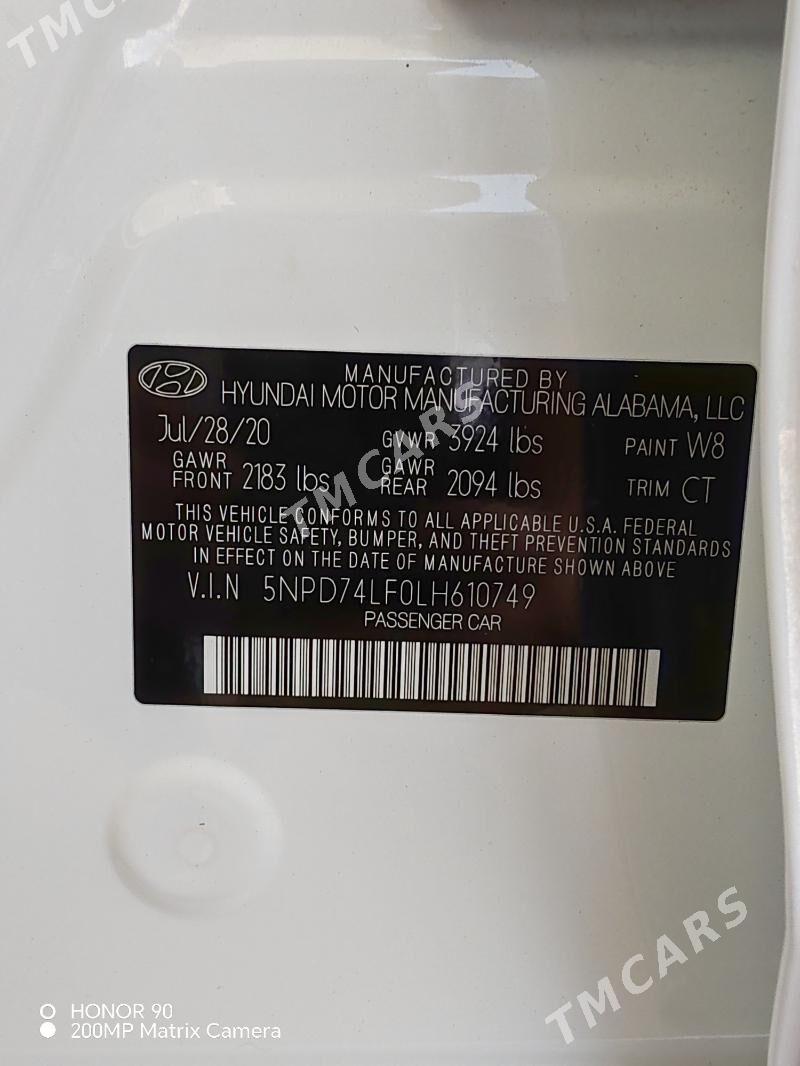 TMCARS
MANUFACTURED BY
HYUNDAI MOTOR MANUFACTURING ALABAMA, LLC
Jul/28/20 GVWR 3924 lbs PAINT W8
GAWR FRONT 2183 lbs GAWR REAR 2094 lbs TRIM CT
THIS VEHICLE CONFORMS TO ALL APPLICABLE U.S.A. FEDERAL
MOTOR VEHICLE SAFETY, BUMPER, AND THEFT PREVENTION STANDARDS
IN EFFECT ON THE DATE OF MANUFACTURE SHOWN ABOVE
V.I.N 5NPD74LF0LH610749
PASSENGER CAR
TMCARS
TMCARS
HONOR 90
200MP Matrix Camera